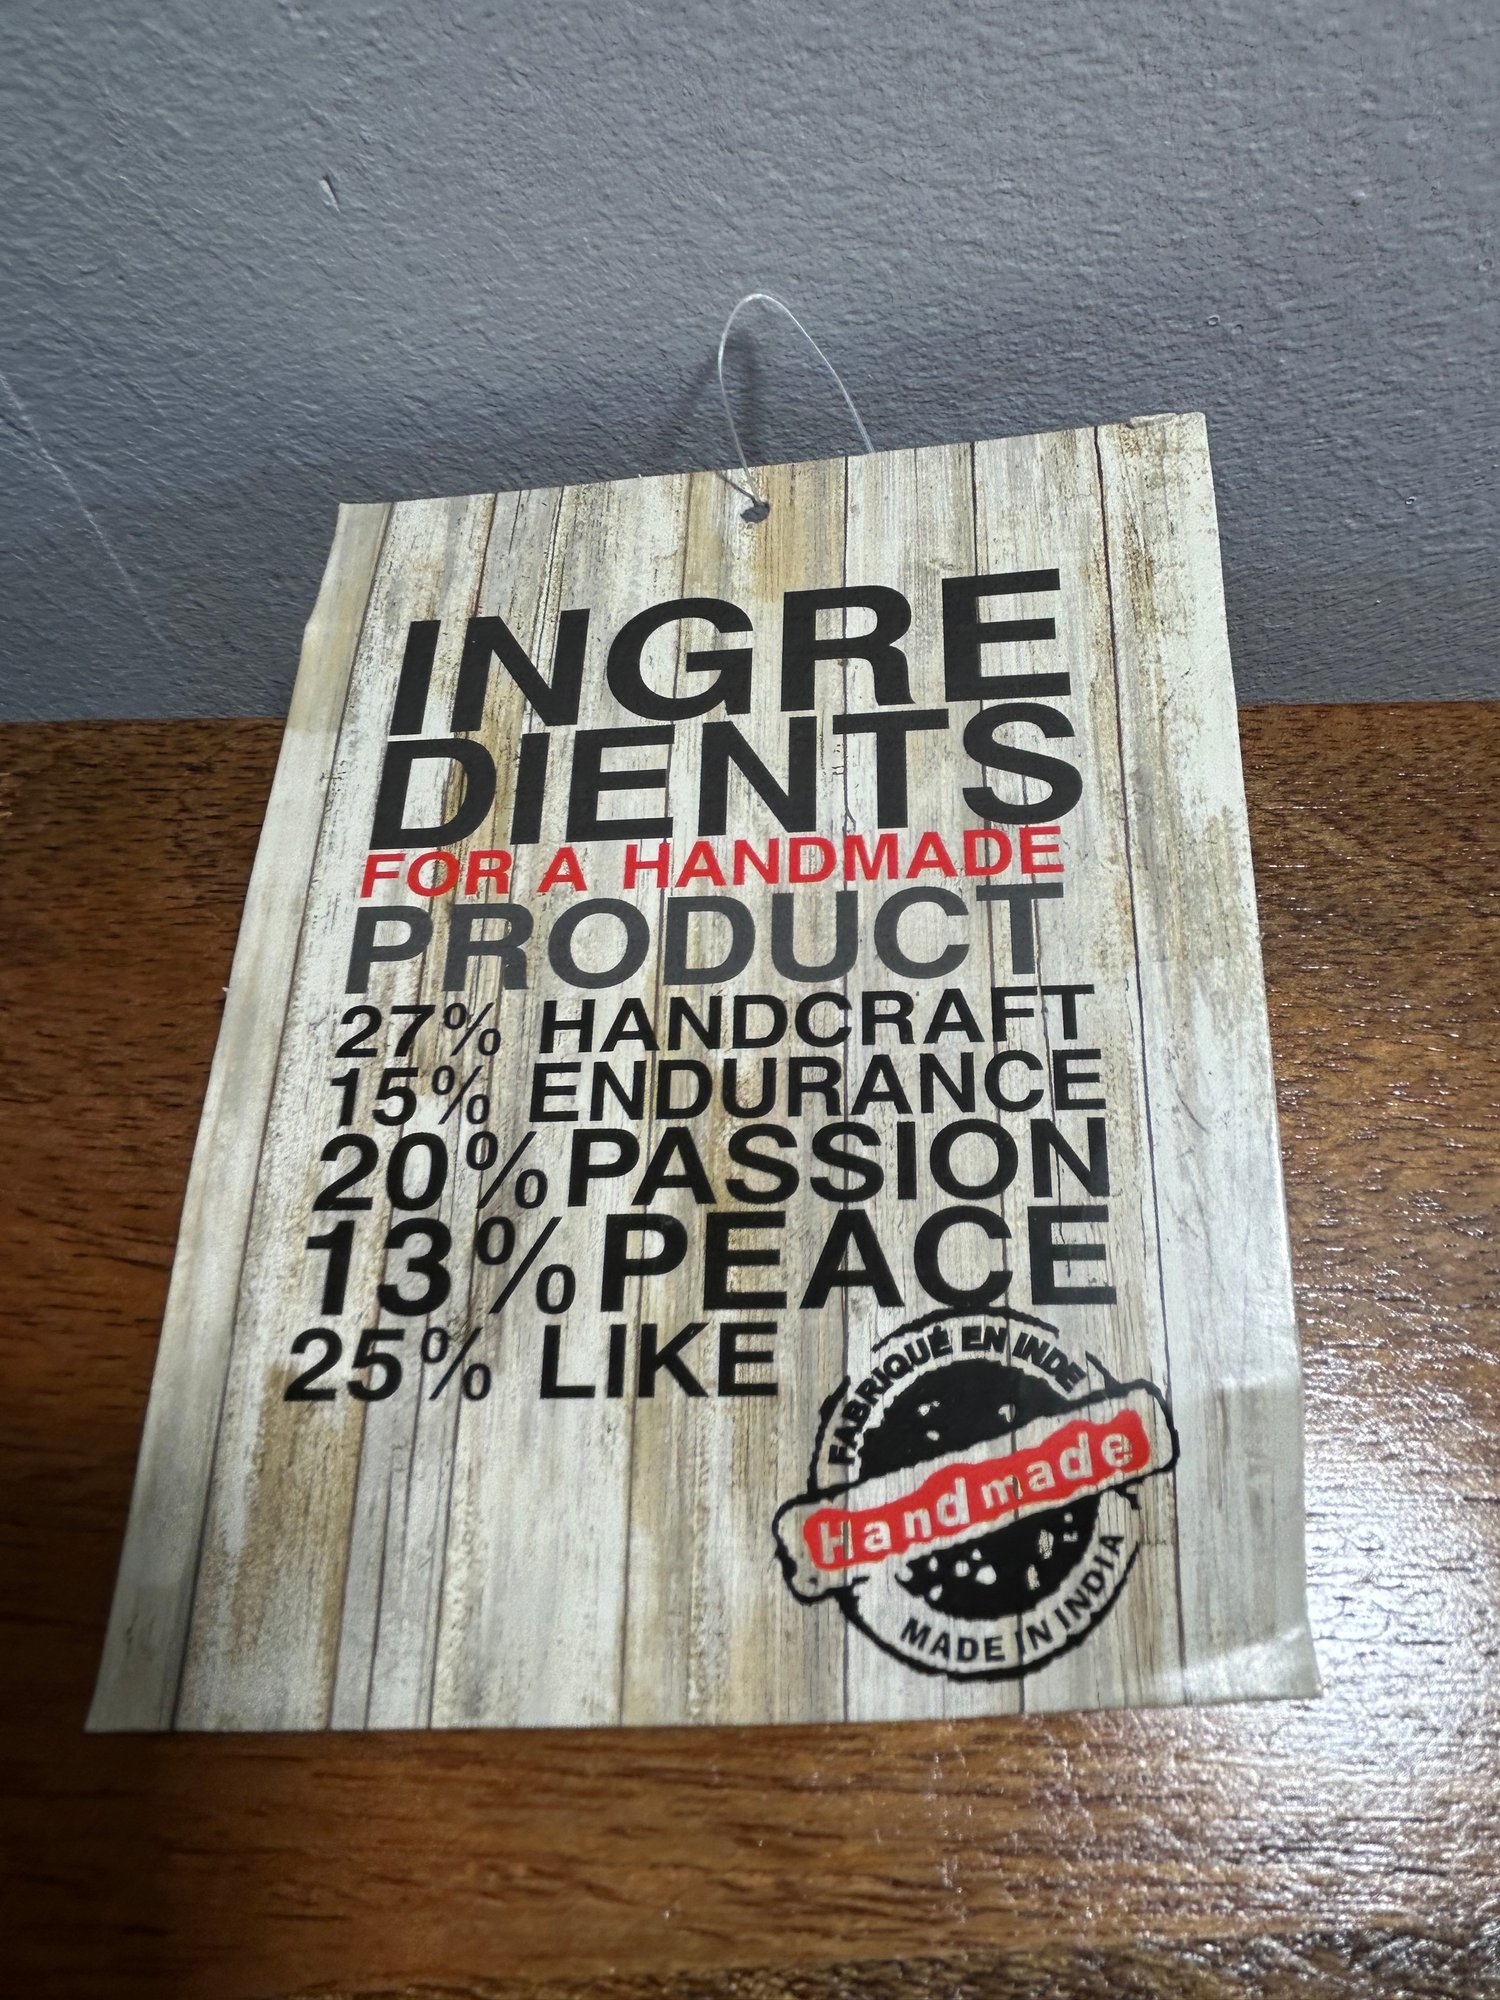 INGRE
DIENTS
FOR A HANDMADE
PRODUCT
27% HANDCRAFT
15% ENDURANCE
20% PASSION
13% PEACE
25% LIKE
FABRIQUÉ EN INDE
Handmade
MADE IN INDIA